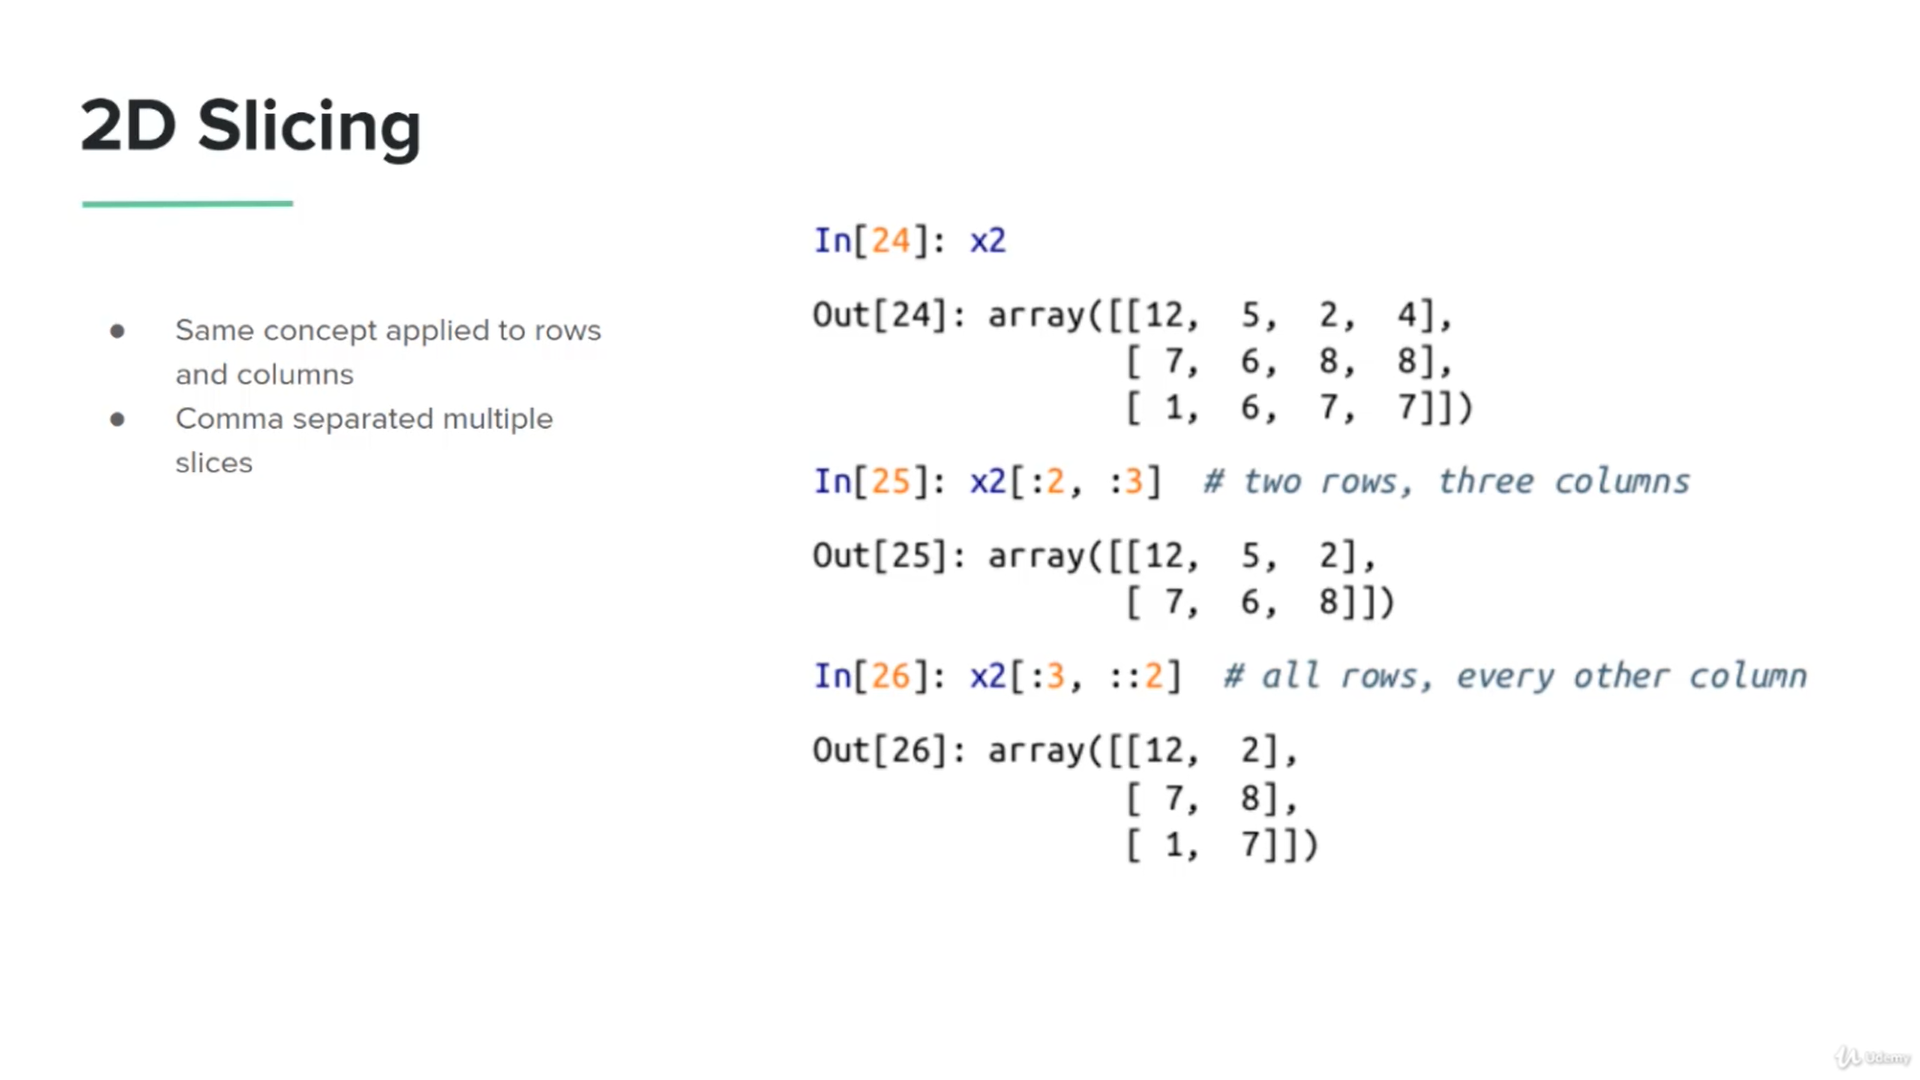 2D Slicing
● Same concept applied to rows
and columns
● Comma separated multiple
slices
In[24]: x2
Out[24]: array([[12,  5,  2,  4],
                [ 7,  6,  8,  8],
                [ 1,  6,  7,  7]])
In[25]: x2[:2, :3]  # two rows, three columns
Out[25]: array([[12,  5,  2],
                [ 7,  6,  8]])
In[26]: x2[:3, ::2]  # all rows, every other column
Out[26]: array([[12,  2],
                [ 7,  8],
                [ 1,  7]])
Udemy